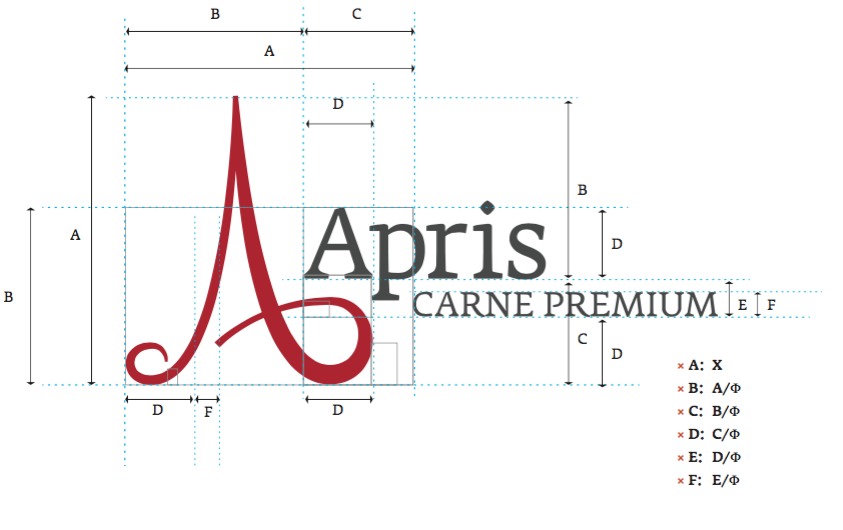 B C
A
D
B
A
Apris
D
B
CARNE PREMIUM
E F
C
D
D
F
D
× A: X
× B: A/Φ
× C: B/Φ
× D: C/Φ
× E: D/Φ
× F: E/Φ